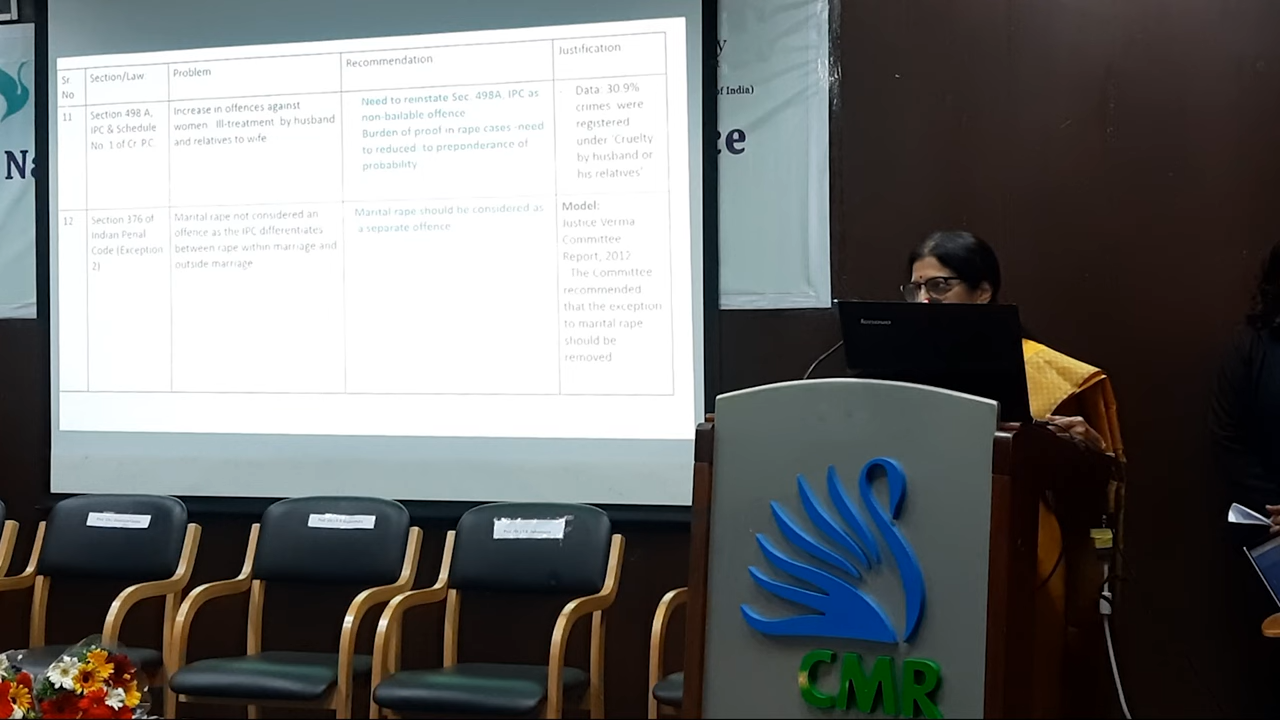 Sr. No
Section/Law
Problem
Recommendation
Justification
11
Section 498 A,
IPC & Schedule
No. 1 of Cr. P.C.
Increase in offences against
women Ill-treatment by husband
and relatives to wife
Need to reinstate Sec. 498A, IPC as
non-bailable offence
Burden of proof in rape cases -need
to reduced to preponderance of
probability
Data: 30.9%
crimes were
registered
under 'Cruelty
by husband or
his relatives'
12
Section 376 of
Indian Penal
Code (Exception
2)
Marital rape not considered an
offence as the IPC differentiates
between rape within marriage and
outside marriage
Marital rape should be considered as
a separate offence
Model:
Justice Verma
Committee
Report, 2012
The Committee
recommended
that the exception
to marital rape
should be
removed
of India)
CMR